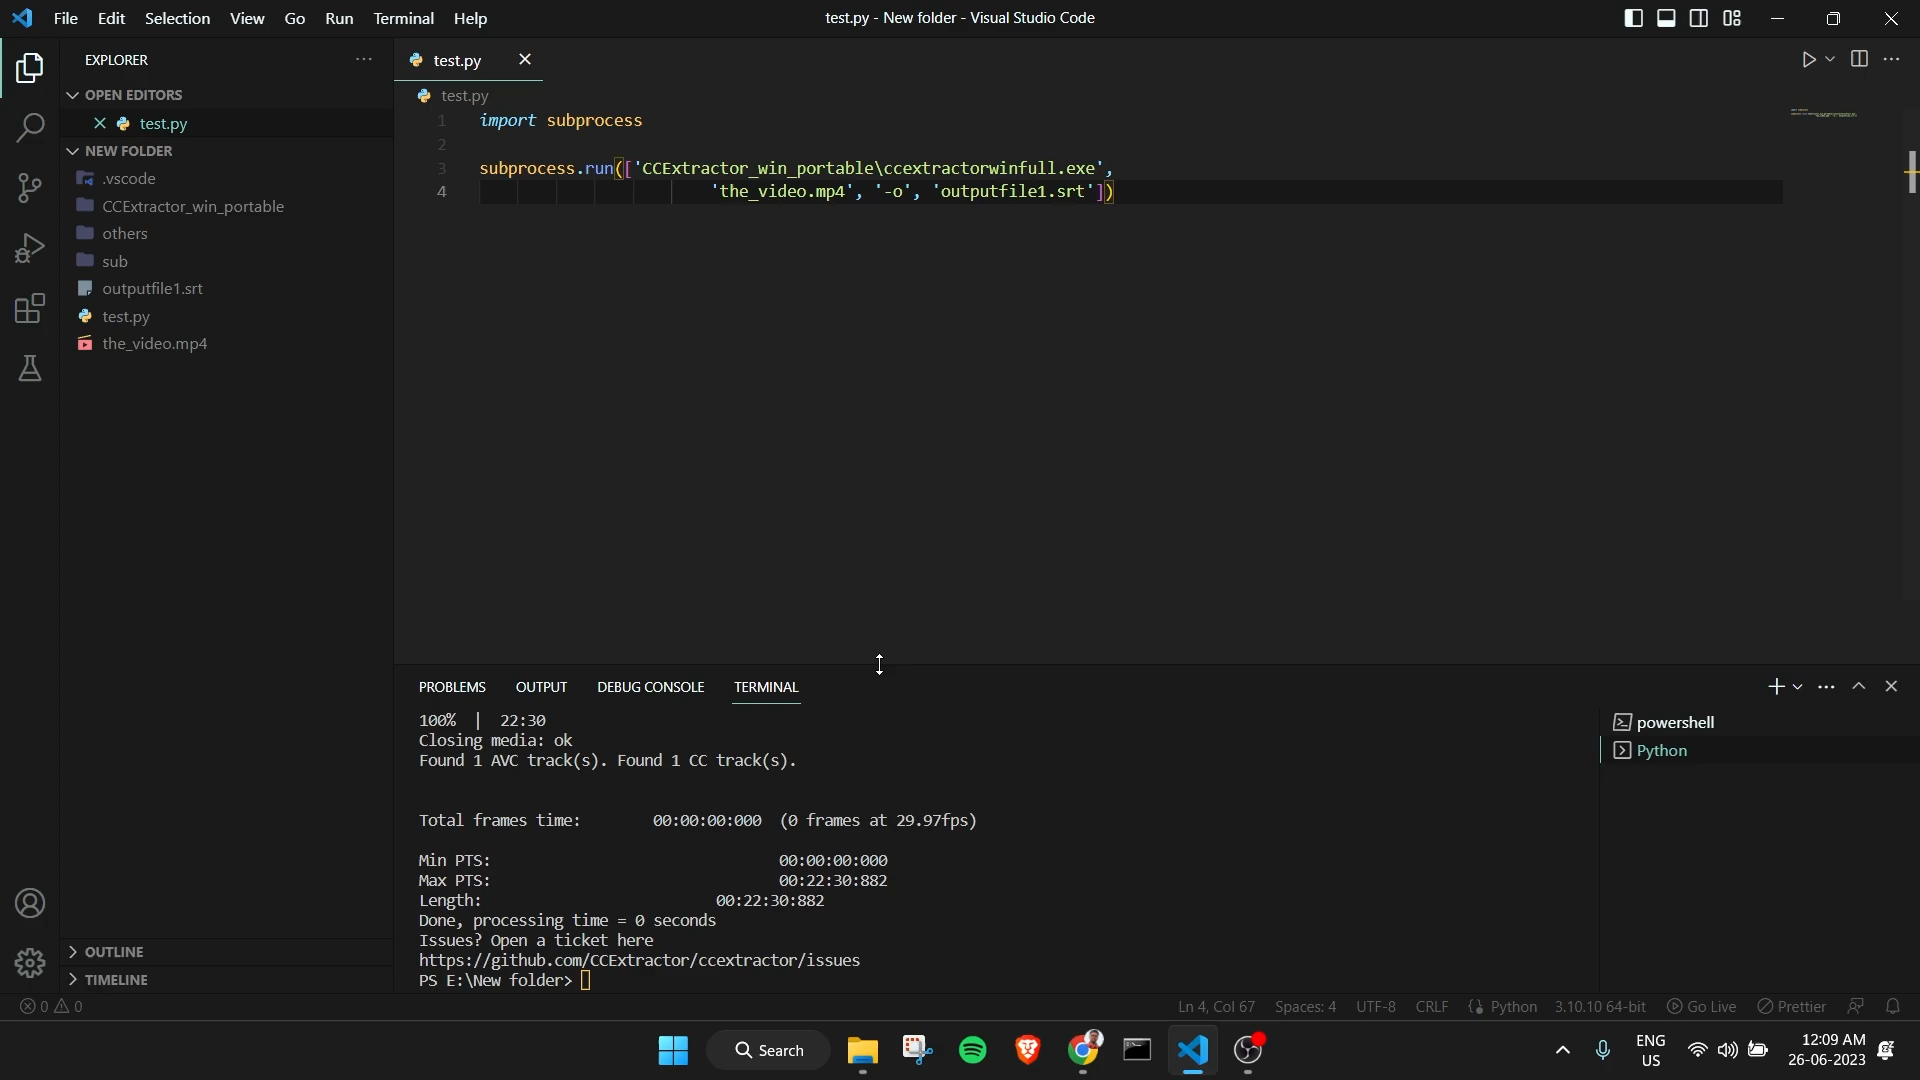 File Edit Selection View Go Run Terminal Help
test.py - New folder - Visual Studio Code
EXPLORER
OPEN EDITORS
test.py
NEW FOLDER
.vscode
CCExtractor_win_portable
others
sub
outputfile1.srt
test.py
the_video.mp4
OUTLINE
TIMELINE
test.py
test.py
1 import subprocess
2
3 subprocess.run(['CCExtractor_win_portable\ccextractorwinfull.exe',
4 'the_video.mp4', '-o', 'outputfile1.srt'])
PROBLEMS OUTPUT DEBUG CONSOLE TERMINAL
100% | 22:30
Closing media: ok
Found 1 AVC track(s). Found 1 CC track(s).
Total frames time: 00:00:00:000 (0 frames at 29.97fps)
Min PTS: 00:00:00:000
Max PTS: 00:22:30:882
Length: 00:22:30:882
Done, processing time = 0 seconds
Issues? Open a ticket here
https://github.com/CCExtractor/ccextractor/issues
PS E:\New folder>
powershell
Python
0 0 Ln 4, Col 67 Spaces: 4 UTF-8 CRLF Python 3.10.10 64-bit Go Live Prettier
Search
ENG
US
12:09 AM
26-06-2023